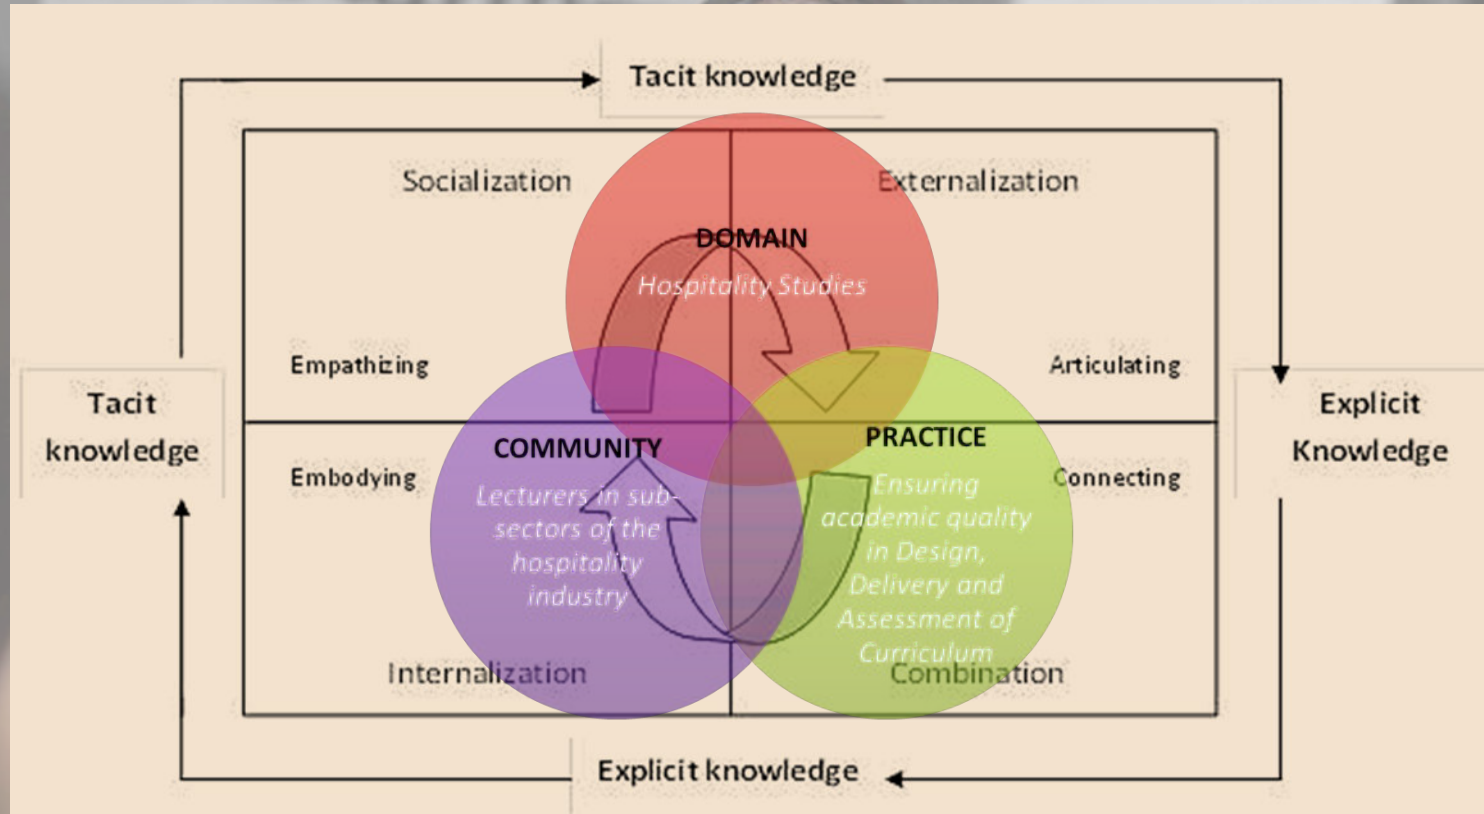 Tacit knowledge
Socialization
Externalization
DOMAIN
Hospitality Studies
Empathizing
Articulating
Tacit
knowledge
Explicit
Knowledge
COMMUNITY
PRACTICE
Embodying
Connecting
Lecturers in sub-
sectors of the
hospitality
industry
Ensuring
academic quality
in Design,
Delivery and
Assessment of
Curriculum
Internalization
Combination
Explicit knowledge